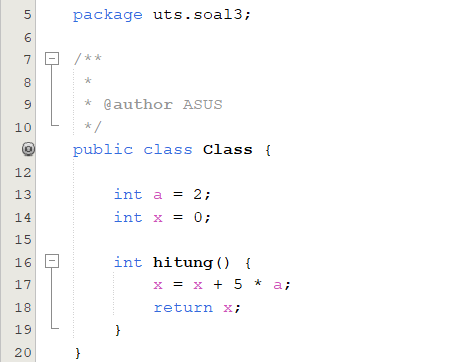 5 package uts.soal3;
6
7 /**
8 *
9 * @author ASUS
10 */
public class Class {
12
13 int a = 2;
14 int x = 0;
15
16 int hitung() {
17 x = x + 5 * a;
18 return x;
19 }
20 }